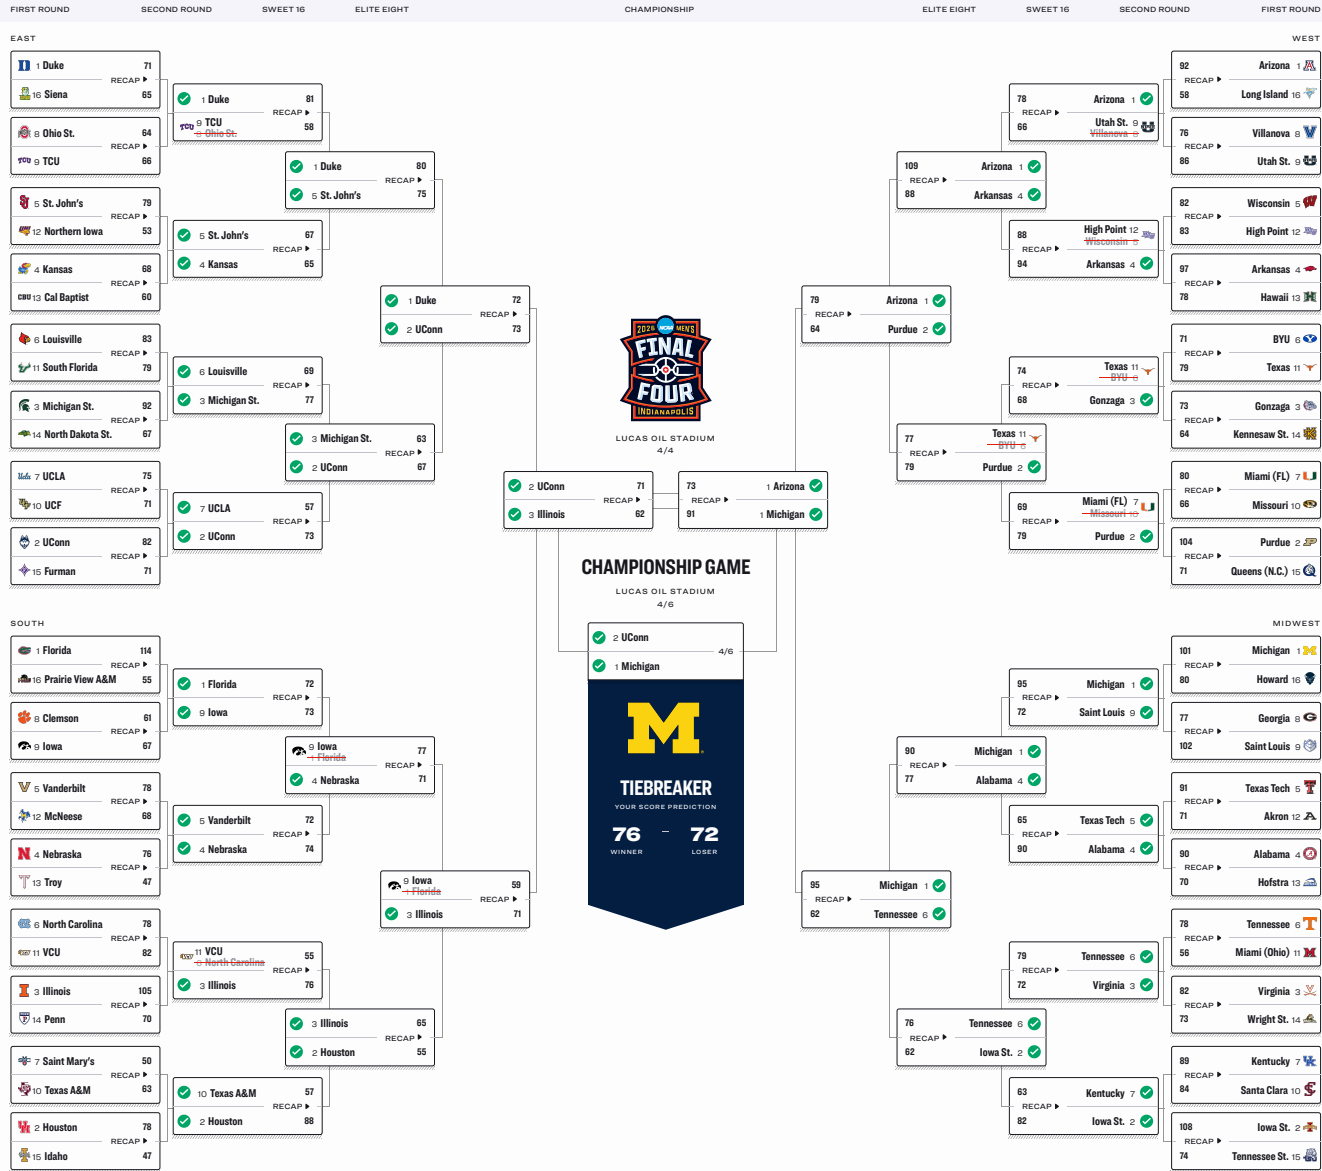 FIRST ROUND SECOND ROUND SWEET 16 ELITE EIGHT CHAMPIONSHIP ELITE EIGHT SWEET 16 SECOND ROUND FIRST ROUND
EAST
1 Duke 71
RECAP
16 Siena 65
8 Ohio St. 64
RECAP
9 TCU 66
5 St. John's 79
RECAP
12 Northern Iowa 53
4 Kansas 68
RECAP
CBU 13 Cal Baptist 60
6 Louisville 83
RECAP
11 South Florida 79
3 Michigan St. 92
RECAP
14 North Dakota St. 67
7 UCLA 75
RECAP
10 UCF 71
2 UConn 82
RECAP
15 Furman 71
1 Duke 81
RECAP
9 TCU 58
8 Ohio St.
5 St. John's 67
RECAP
4 Kansas 65
6 Louisville 69
RECAP
3 Michigan St. 77
7 UCLA 57
RECAP
2 UConn 73
1 Duke 80
RECAP
5 St. John's 75
3 Michigan St. 63
RECAP
2 UConn 67
1 Duke 72
RECAP
2 UConn 73
SOUTH
1 Florida 114
RECAP
16 Prairie View A&M 55
8 Clemson 61
RECAP
9 Iowa 67
5 Vanderbilt 78
RECAP
12 McNeese 68
4 Nebraska 76
RECAP
13 Troy 47
6 North Carolina 78
RECAP
11 VCU 82
3 Illinois 105
RECAP
14 Penn 70
7 Saint Mary's 50
RECAP
10 Texas A&M 63
2 Houston 78
RECAP
15 Idaho 47
1 Florida 72
RECAP
9 Iowa 73
5 Vanderbilt 72
RECAP
4 Nebraska 74
11 VCU 55
6 North Carolina
RECAP
3 Illinois 76
10 Texas A&M 57
RECAP
2 Houston 88
9 Iowa 77
1 Florida
RECAP
4 Nebraska 71
3 Illinois 65
RECAP
2 Houston 55
9 Iowa 59
1 Florida
RECAP
3 Illinois 71
2026 NCAA MEN'S
FINAL
FOUR
INDIANAPOLIS
LUCAS OIL STADIUM
4/4
2 UConn 71
RECAP
3 Illinois 62
73 1 Arizona
RECAP
91 1 Michigan
CHAMPIONSHIP GAME
LUCAS OIL STADIUM
4/6
2 UConn
4/6
1 Michigan
M
TIEBREAKER
YOUR SCORE PREDICTION
76 – 72
WINNER LOSER
WEST
92 Arizona 1
RECAP
58 Long Island 16
76 Villanova 8
RECAP
86 Utah St. 9
82 Wisconsin 5
RECAP
83 High Point 12
97 Arkansas 4
RECAP
78 Hawaii 13
71 BYU 6
RECAP
79 Texas 11
73 Gonzaga 3
RECAP
64 Kennesaw St. 14
80 Miami (FL) 7
RECAP
66 Missouri 10
104 Purdue 2
RECAP
71 Queens (N.C.) 15
78 Arizona 1
RECAP
66 Utah St. 9
Villanova 8
88 High Point 12
Wisconsin 5
RECAP
94 Arkansas 4
74 Texas 11
BYU 6
RECAP
68 Gonzaga 3
69 Miami (FL) 7
Missouri 10
RECAP
79 Purdue 2
109 Arizona 1
RECAP
88 Arkansas 4
77 Texas 11
BYU 6
RECAP
79 Purdue 2
79 Arizona 1
RECAP
64 Purdue 2
MIDWEST
101 Michigan 1
RECAP
80 Howard 16
77 Georgia 8
RECAP
102 Saint Louis 9
91 Texas Tech 5
RECAP
71 Akron 12
90 Alabama 4
RECAP
70 Hofstra 13
78 Tennessee 6
RECAP
56 Miami (Ohio) 11
82 Virginia 3
RECAP
73 Wright St. 14
89 Kentucky 7
RECAP
84 Santa Clara 10
108 Iowa St. 2
RECAP
74 Tennessee St. 15
95 Michigan 1
RECAP
72 Saint Louis 9
65 Texas Tech 5
RECAP
90 Alabama 4
79 Tennessee 6
RECAP
72 Virginia 3
63 Kentucky 7
RECAP
82 Iowa St. 2
90 Michigan 1
RECAP
77 Alabama 4
76 Tennessee 6
RECAP
62 Iowa St. 2
95 Michigan 1
RECAP
62 Tennessee 6